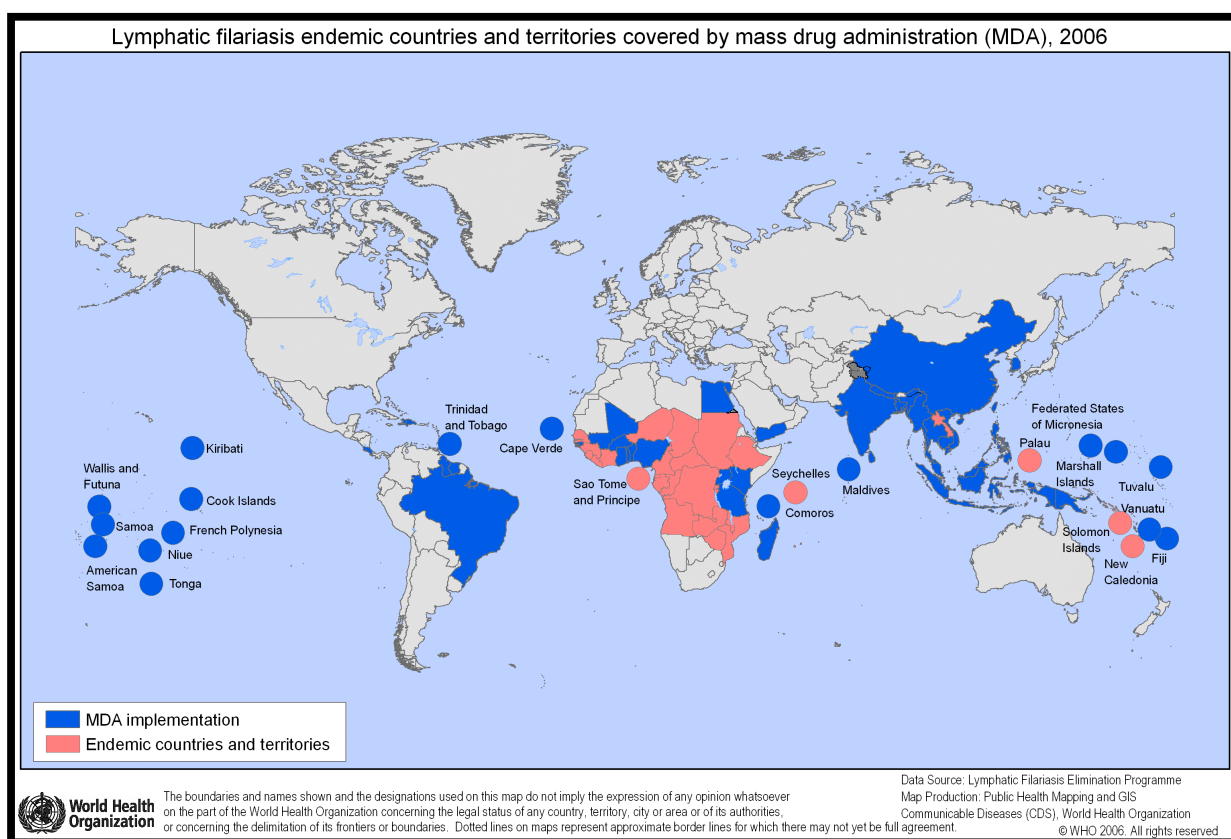 Lymphatic filariasis endemic countries and territories covered by mass drug administration (MDA), 2006
Trinidad
and Tobago
Cape Verde
Kiribati
Wallis and
Futuna
Cook Islands
Samoa
French Polynesia
Niue
American
Samoa
Tonga
Sao Tome
and Principe
Seychelles
Comoros
Maldives
Federated States
of Micronesia
Palau
Marshall
Islands
Tuvalu
Vanuatu
Solomon
Islands
New
Caledonia
Fiji
MDA implementation
Endemic countries and territories
World Health
Organization
The boundaries and names shown and the designations used on this map do not imply the expression of any opinion whatsoever
on the part of the World Health Organization concerning the legal status of any country, territory, city or area or of its authorities,
or concerning the delimitation of its frontiers or boundaries.  Dotted lines on maps represent approximate border lines for which there may not yet be full agreement.
Data Source: Lymphatic Filariasis Elimination Programme
Map Production: Public Health Mapping and GIS
Communicable Diseases (CDS), World Health Organization
© WHO 2006. All rights reserved